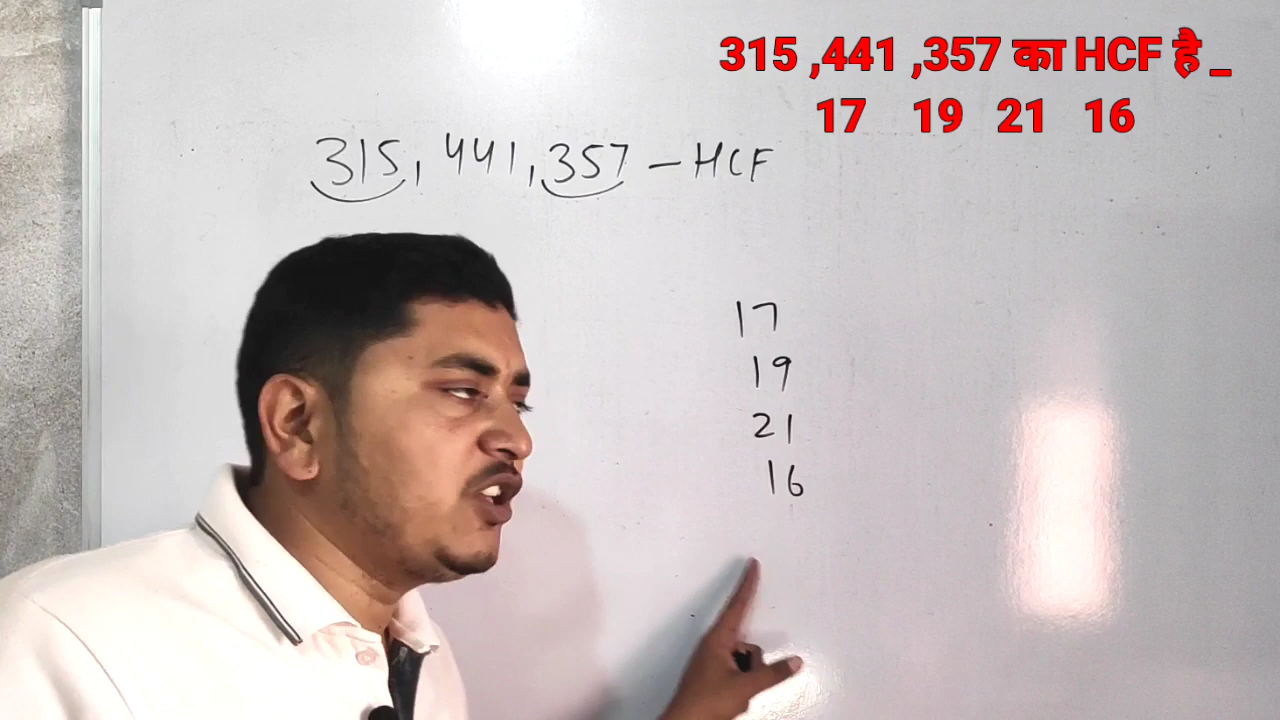 315 ,441 ,357 का HCF है _
17 19 21 16
315, 441, 357 – HCF
17
19
21
16